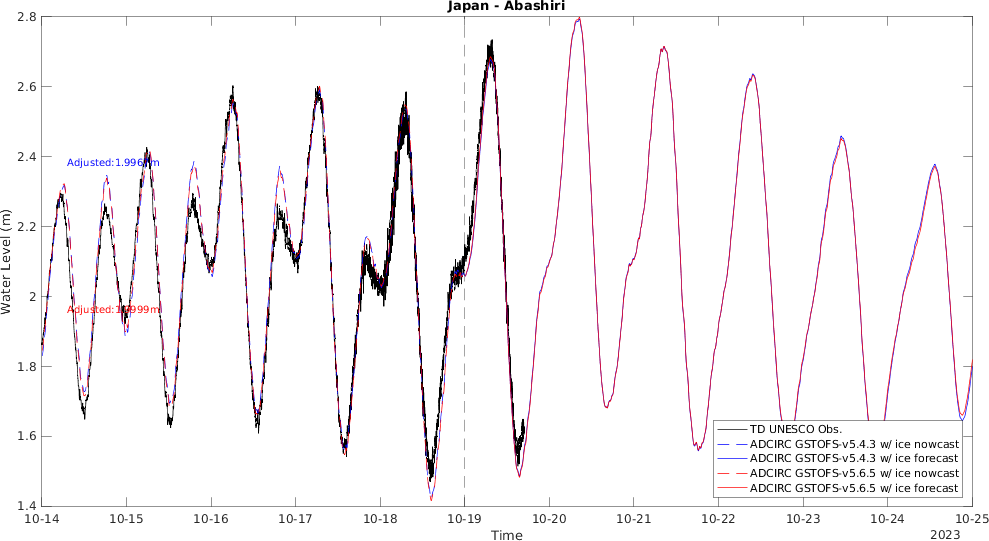 Japan - Abashiri
2.8
2.6
2.4
2.2
2
1.8
1.6
1.4
Water Level (m)
Adjusted:
Adjusted:
TD UNESCO Obs.
ADCIRC GSTOFS-v5.4.3 w/ ice nowcast
ADCIRC GSTOFS-v5.4.3 w/ ice forecast
ADCIRC GSTOFS-v5.6.5 w/ ice nowcast
ADCIRC GSTOFS-v5.6.5 w/ ice forecast
10-14 10-15 10-16 10-17 10-18 10-19 10-20 10-21 10-22 10-23 10-24 10-25
Time
2023